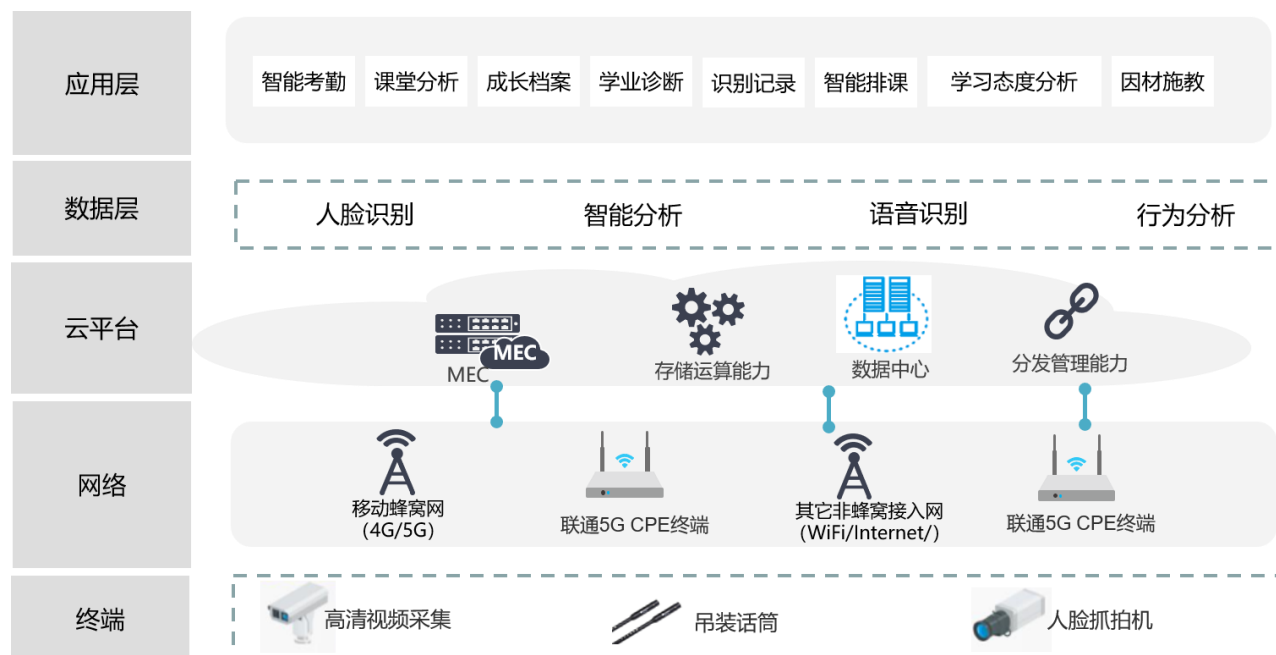 应用层
智能考勤
课堂分析
成长档案
学业诊断
识别记录
智能排课
学习态度分析
因材施教
数据层
人脸识别
智能分析
语音识别
行为分析
云平台
MEC
MEC
存储运算能力
数据中心
分发管理能力
网络
移动蜂窝网
(4G/5G)
联通5G CPE终端
其它非蜂窝接入网
(WiFi/Internet/)
联通5G CPE终端
终端
高清视频采集
吊装话筒
人脸抓拍机